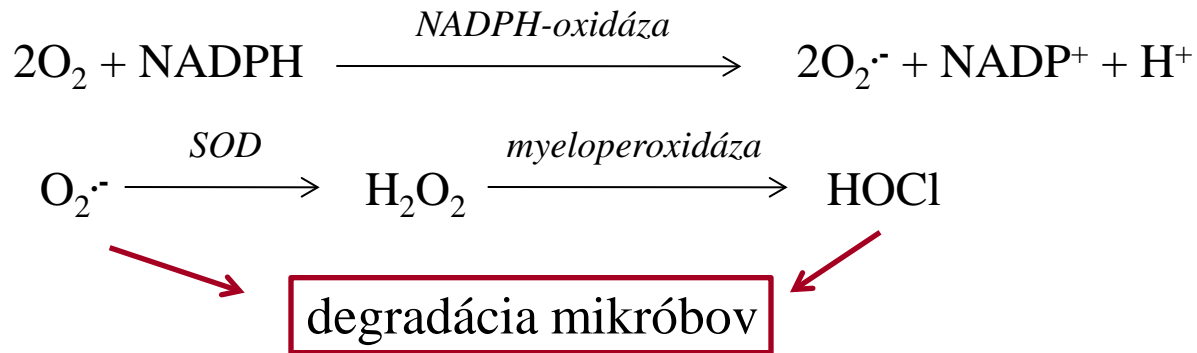 NADPH-oxidáza
2O₂ + NADPH ⟶ 2O₂·⁻ + NADP⁺ + H⁺
SOD myeloperoxidáza
O₂·⁻ ⟶ H₂O₂ ⟶ HOCl
degradácia mikróbov